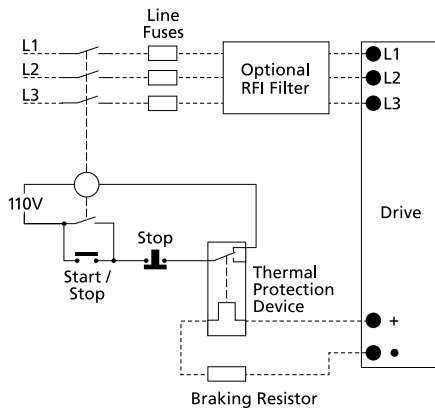 Line
Fuses
L1
L2
L3
Optional
RFI Filter
L1
L2
L3
110V
Drive
Stop
Start /
Stop
Thermal
Protection
Device
+
Braking Resistor